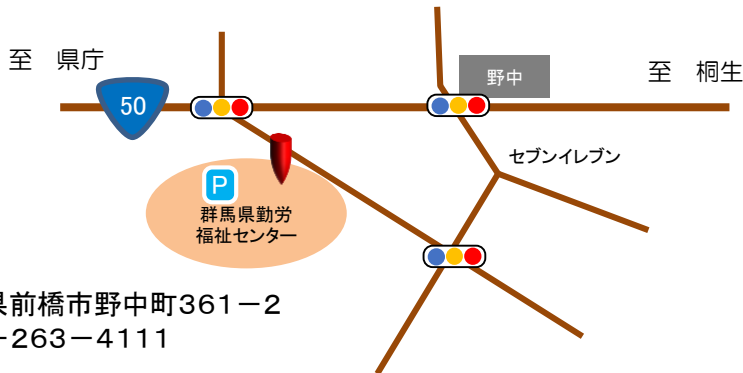 至　県庁
50
野中
至　桐生
セブンイレブン
P
群馬県勤労
福祉センター
県前橋市野中町361－2
－263－4111